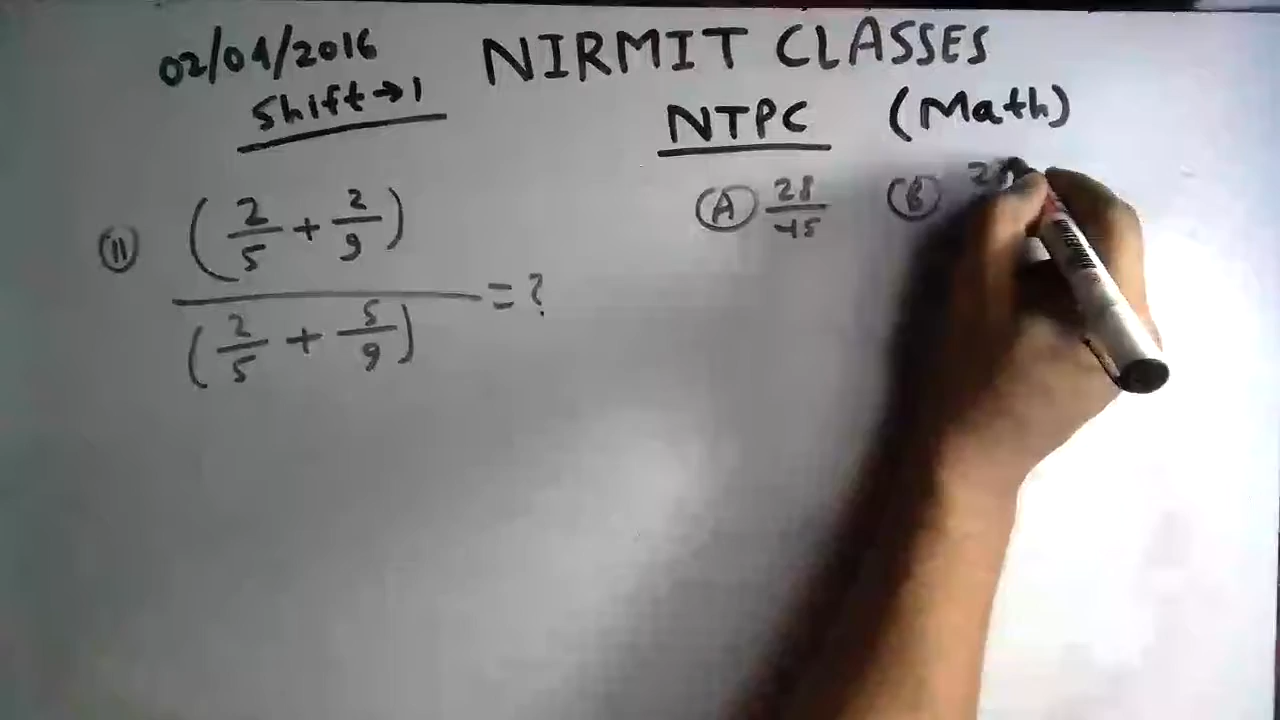 02/04/2016 NIRMIT CLASSES
Shift→1
NTPC (Math)
(11) (2/5 + 2/9) / (2/5 + 5/9) = ?
(A) 28/45 (B)